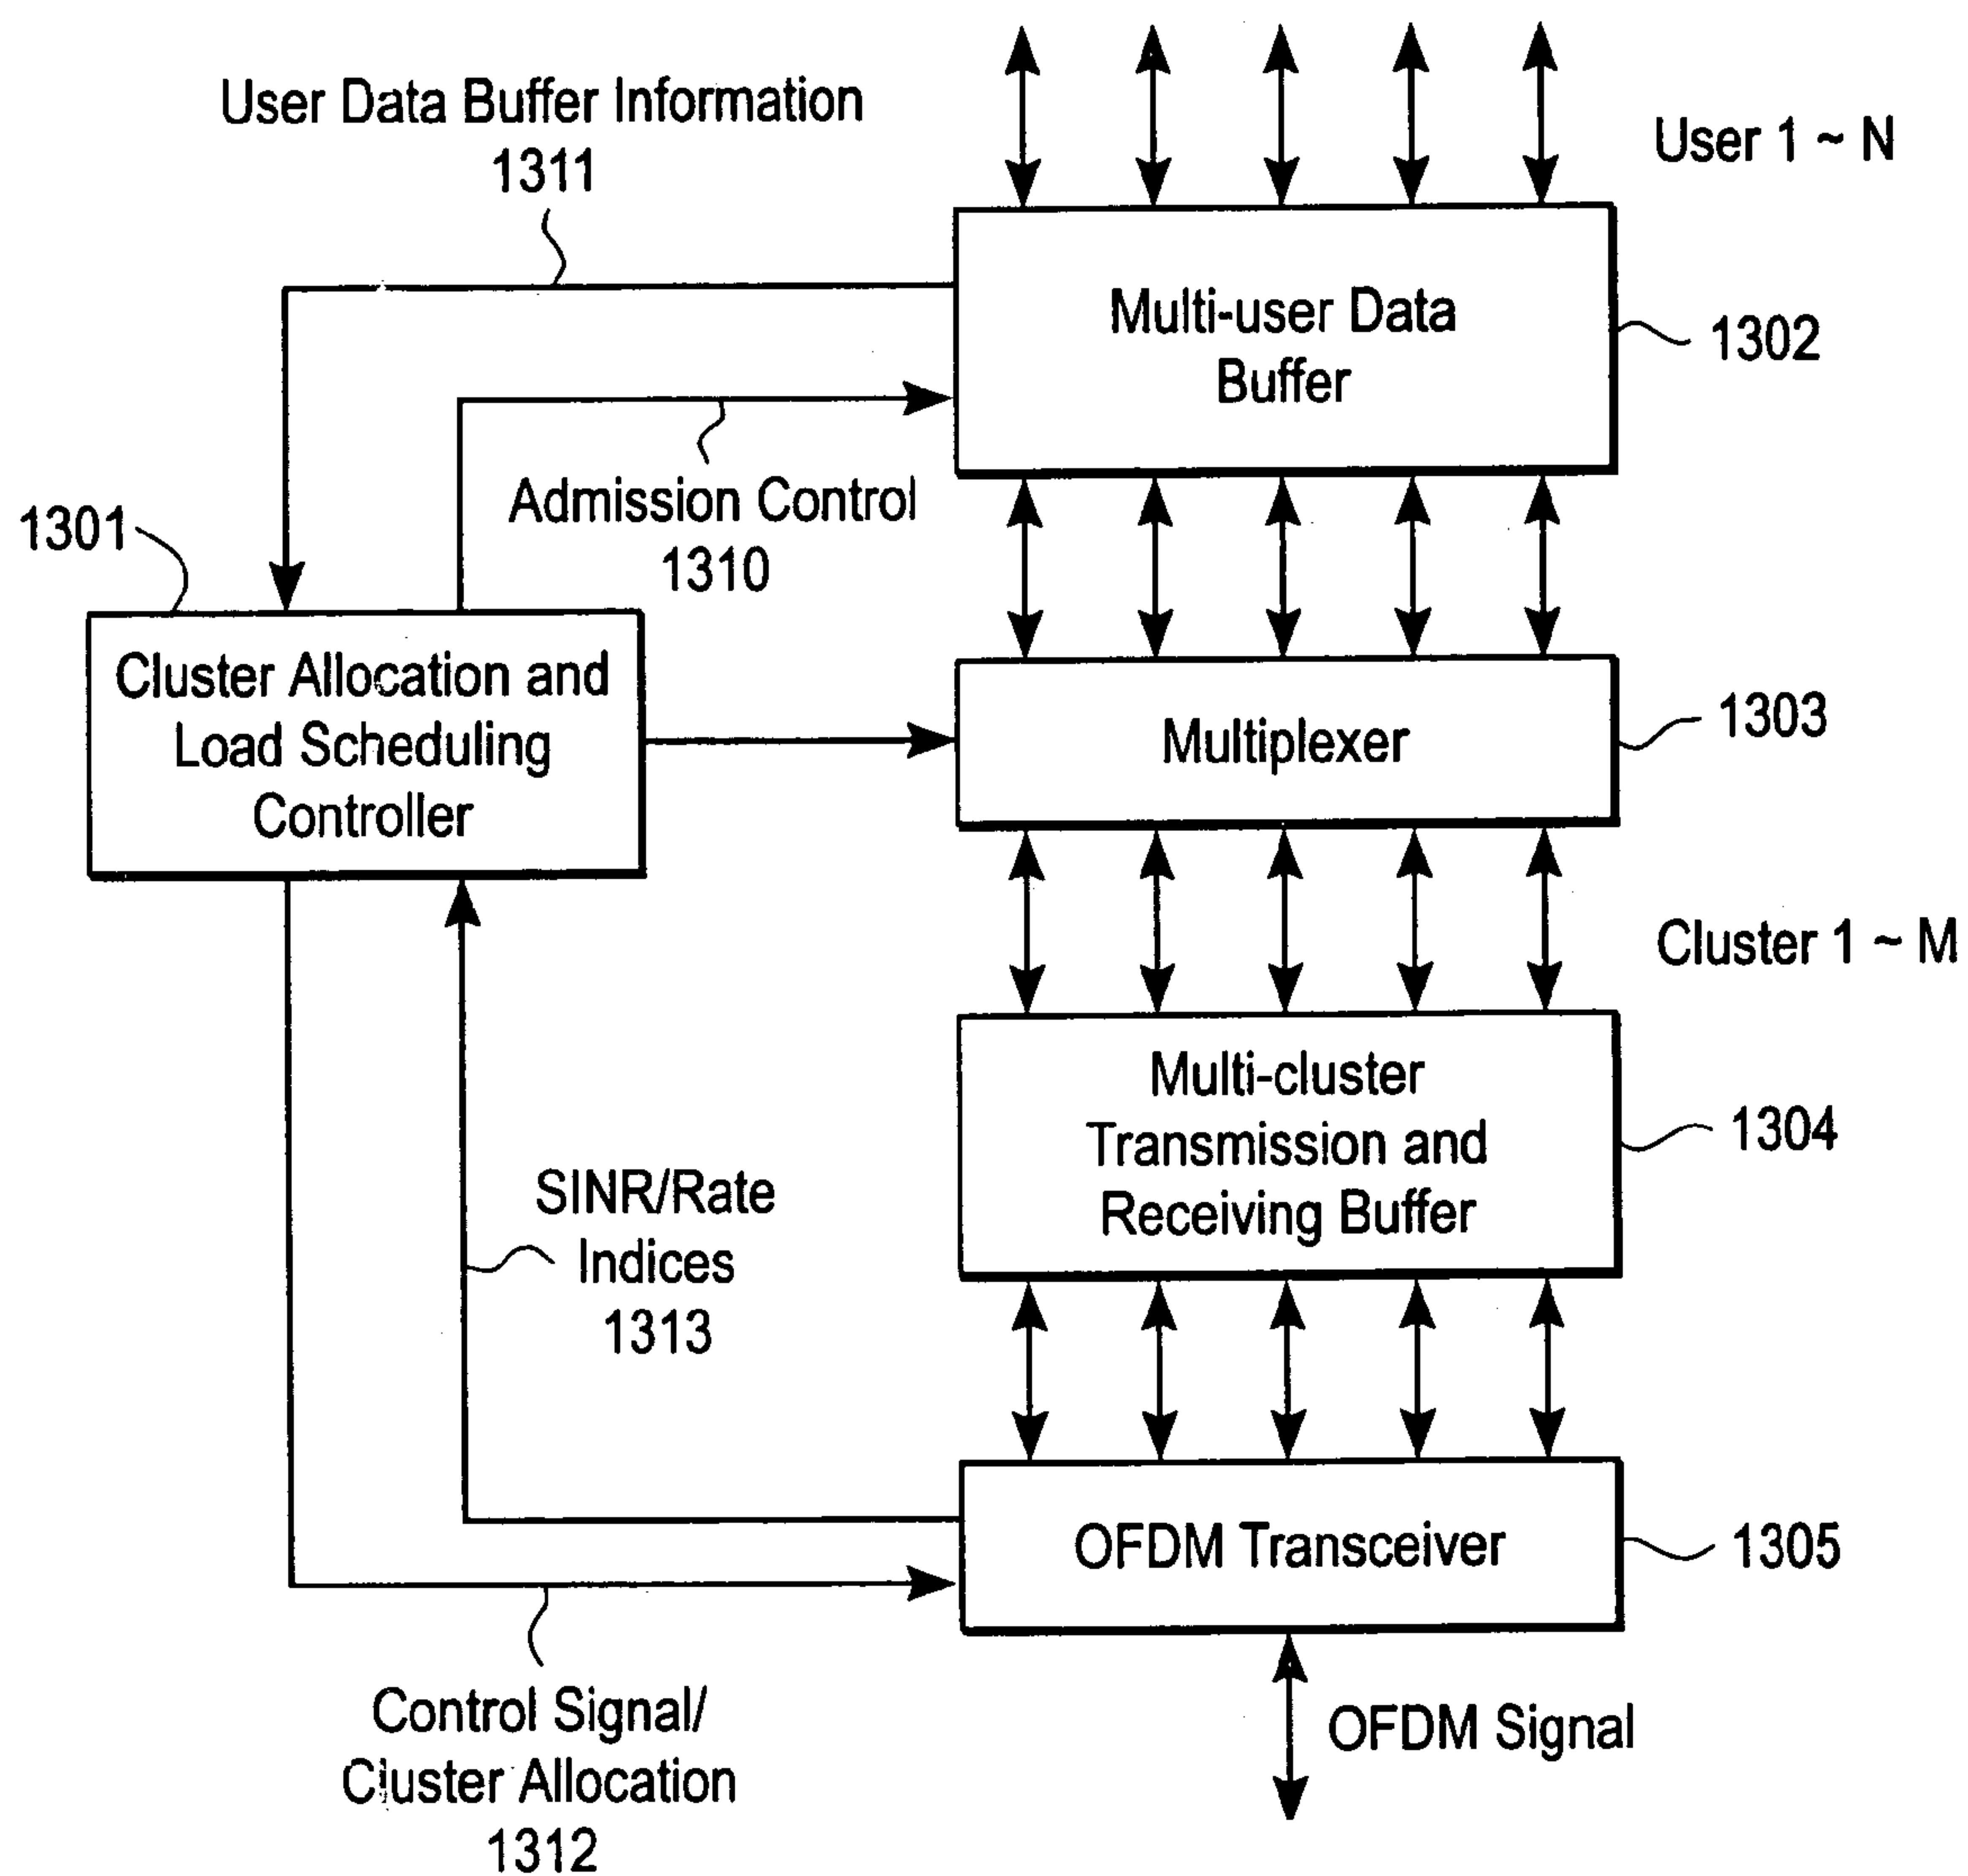 User Data Buffer Information
1311
User 1 ~ N
Multi-user Data
Buffer
1302
Admission Control
1310
1301
Cluster Allocation and
Load Scheduling
Controller
Multiplexer
1303
Cluster 1 ~ M
Multi-cluster
Transmission and
Receiving Buffer
1304
SINR/Rate
Indices
1313
OFDM Transceiver
1305
Control Signal/
Cluster Allocation
1312
OFDM Signal